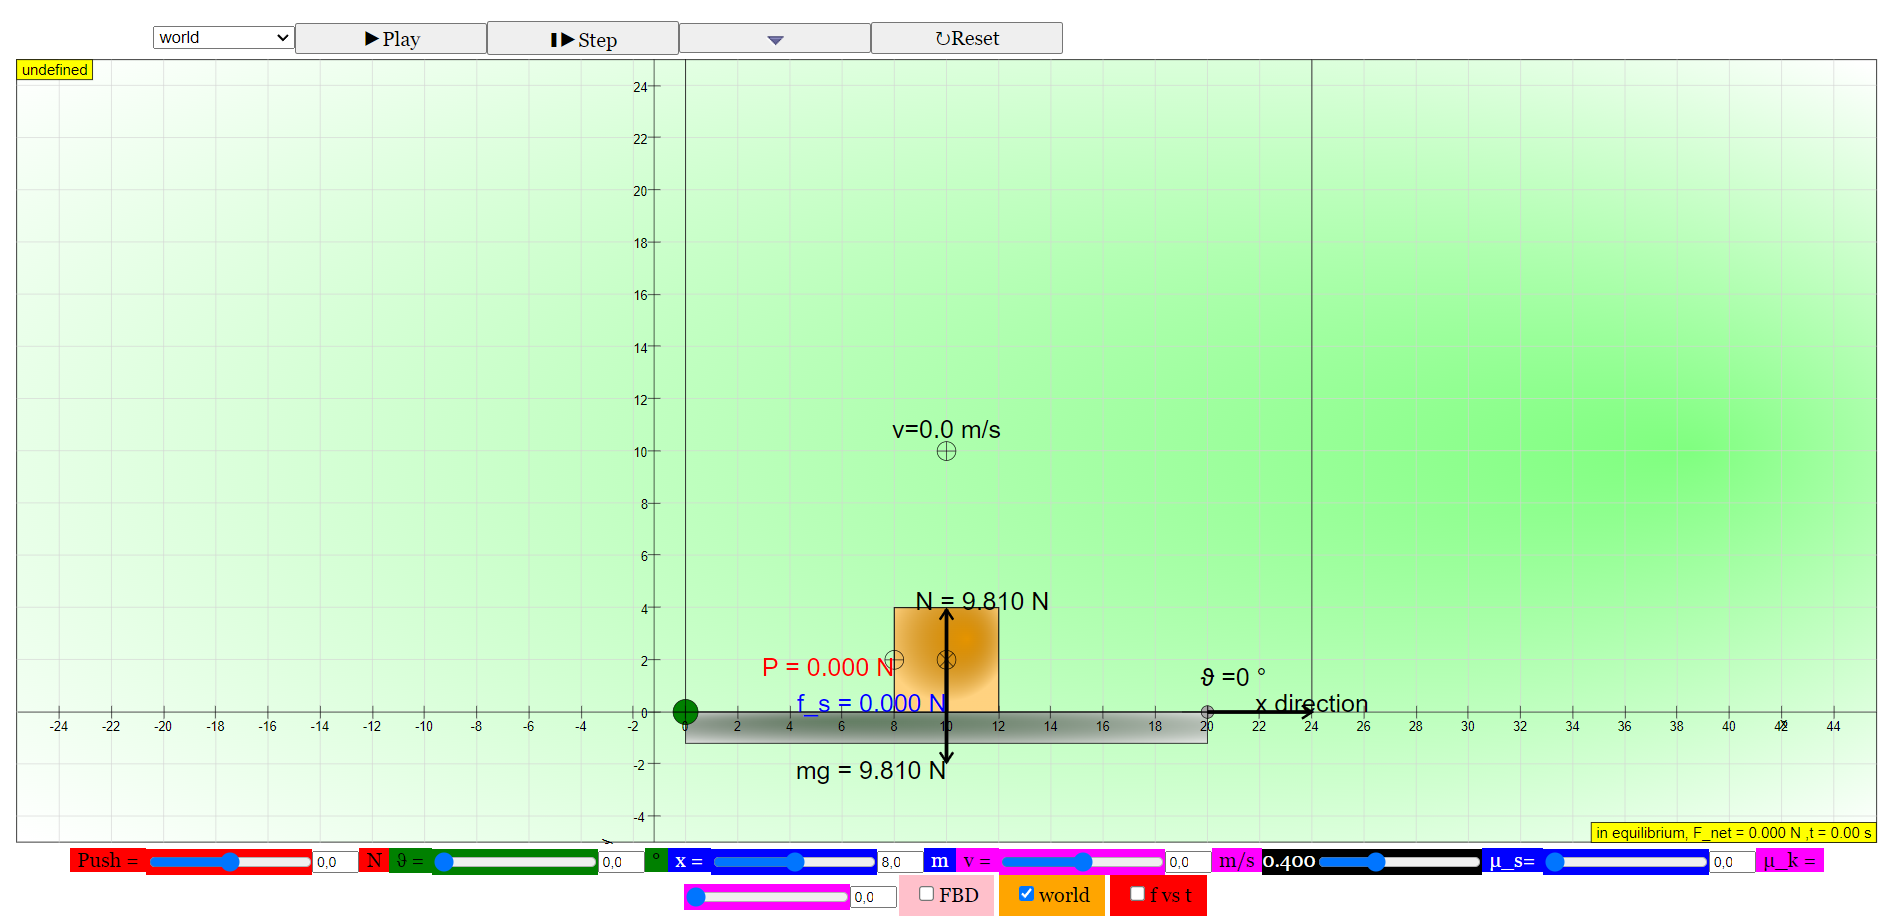 world ▶Play ❚▶Step ↻Reset
undefined
24
22
20
18
16
14
12
v=0.0 m/s
10
8
6
N = 9.810 N
4
P = 0.000 N
2
ϑ =0 °
f_s = 0.000 N
x direction
0
-24 -22 -20 -18 -16 -14 -12 -10 -8 -6 -4 -2 0 2 4 6 8 10 12 14 16 18 20 22 24 26 28 30 32 34 36 38 40 42 44
x
-2
mg = 9.810 N
-4
in equilibrium, F_net = 0.000 N ,t = 0.00 s
Push = 0,0 N ϑ = 0,0 ° x = 8,0 m v = 0,0 m/s 0.400 μ_s= 0,0 μ_k =
0,0 FBD world f vs t